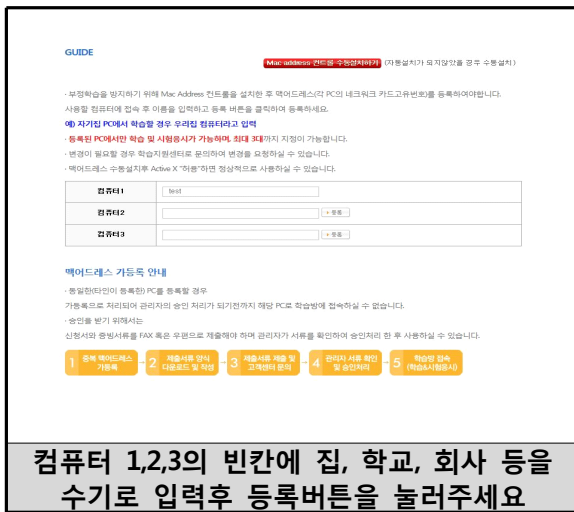 GUIDE
Mac address 컨트롤 수동설치하기 (자동설치가 되지않았을 경우 수동설치)
· 부정학습을 방지하기 위해 Mac Address 컨트롤을 설치한 후 맥어드레스(각 PC의 네크워크 카드고유번호)를 등록하여야합니다.
사용할 컴퓨터에 접속 후 이름을 입력하고 등록 버튼을 클릭하여 등록하세요.
예) 자기집 PC에서 학습할 경우 우리집 컴퓨터라고 입력
· 등록된 PC에서만 학습 및 시험응시가 가능하며, 최대 3대까지 지정이 가능합니다.
· 변경이 필요할 경우 학습지원센터로 문의하여 변경을 요청하실 수 있습니다.
· 맥어드레스 수동설치후 Active X "허용"하면 정상적으로 사용하실 수 있습니다.
컴퓨터1 test
컴퓨터2 등록
컴퓨터3 등록
맥어드레스 가등록 안내
· 동일한(타인이 등록한) PC를 등록할 경우
가등록으로 처리되어 관리자의 승인 처리가 되기전까지 해당 PC로 학습방에 접속하실 수 없습니다.
· 승인을 받기 위해서는
신청서와 증빙서류를 FAX 혹은 우편으로 제출해야 하며 관리자가 서류를 확인하여 승인처리 한 후 사용하실 수 있습니다.
1 중복 맥어드레스 가등록
2 제출서류 양식 다운로드 및 작성
3 제출서류 제출 및 고객센터 문의
4 관리자 서류 확인 및 승인처리
5 학습방 접속 (학습&시험응시)
컴퓨터 1,2,3의 빈칸에 집, 학교, 회사 등을
수기로 입력후 등록버튼을 눌러주세요